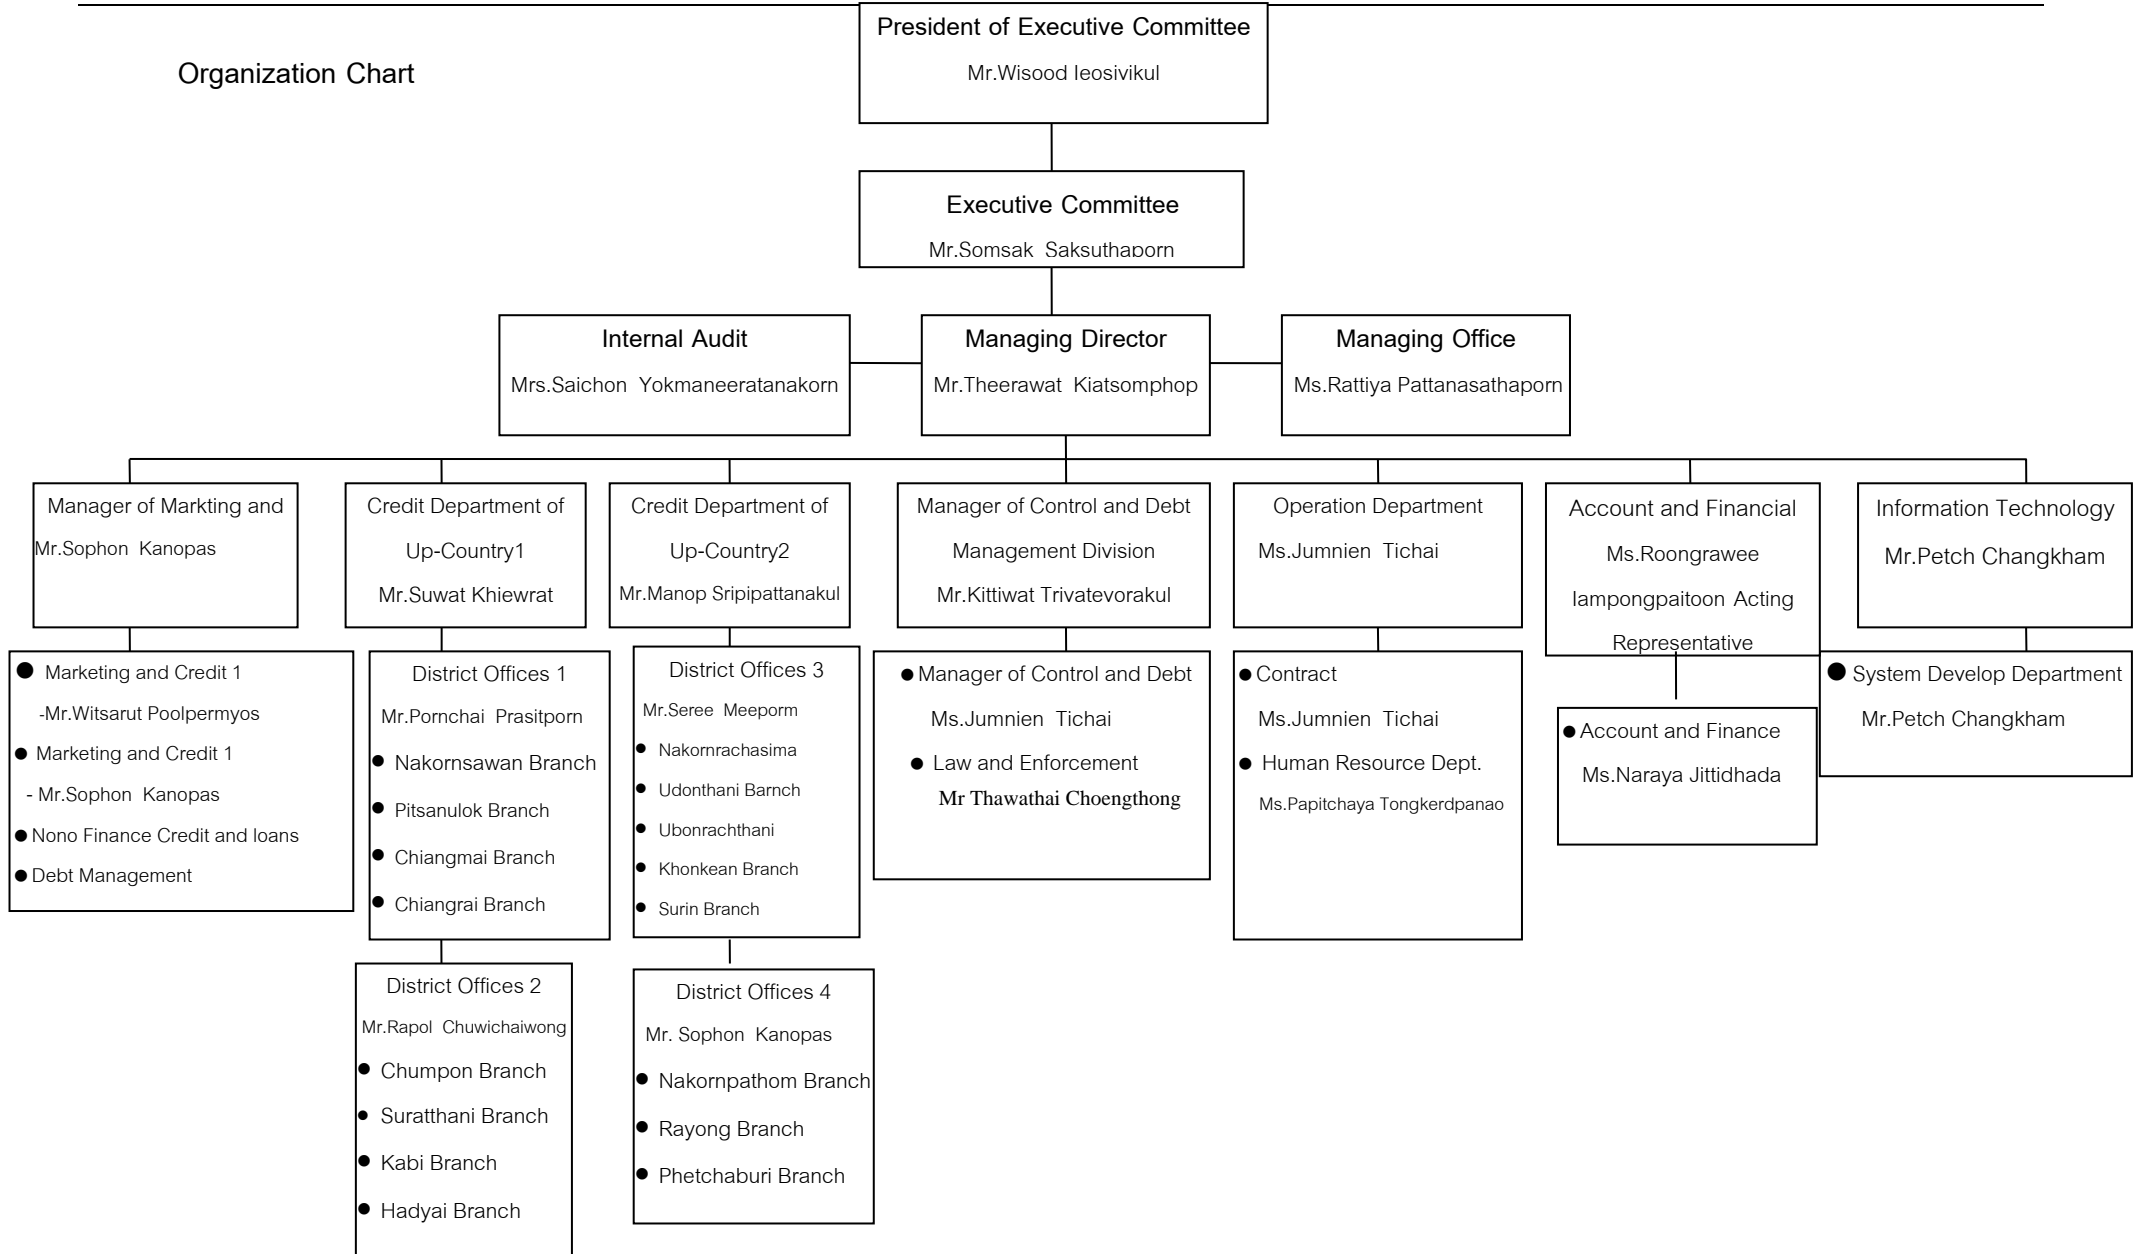 President of Executive Committee
Mr.Wisood Ieosivikul
Organization Chart
Executive Committee
Mr.Somsak Saksuthaporn
Internal Audit
Mrs.Saichon Yokmaneeratanakorn
Managing Director
Mr.Theerawat Kiatsomphop
Managing Office
Ms.Rattiya Pattanasathaporn
Manager of Markting and
Mr.Sophon Kanopas
Credit Department of
Up-Country1
Mr.Suwat Khiewrat
Credit Department of
Up-Country2
Mr.Manop Sripipattanakul
Manager of Control and Debt
Management Division
Mr.Kittiwat Trivatevorakul
Operation Department
Ms.Jumnien Tichai
Account and Financial
Ms.Roongrawee
Iampongpaitoon Acting
Representative
Information Technology
Mr.Petch Changkham
● Marketing and Credit 1
-Mr.Witsarut Poolpermyos
● Marketing and Credit 1
- Mr.Sophon Kanopas
● Nono Finance Credit and loans
● Debt Management
District Offices 1
Mr.Pornchai Prasitporn
● Nakornsawan Branch
● Pitsanulok Branch
● Chiangmai Branch
● Chiangrai Branch
District Offices 2
Mr.Rapol Chuwichaiwong
● Chumpon Branch
● Suratthani Branch
● Kabi Branch
● Hadyai Branch
District Offices 3
Mr.Seree Meeporm
● Nakornrachasima
● Udonthani Barnch
● Ubonrachthani
● Khonkean Branch
● Surin Branch
District Offices 4
Mr. Sophon Kanopas
● Nakornpathom Branch
● Rayong Branch
● Phetchaburi Branch
● Manager of Control and Debt
Ms.Jumnien Tichai
● Law and Enforcement
Mr Thawathai Choengthong
● Contract
Ms.Jumnien Tichai
● Human Resource Dept.
Ms.Papitchaya Tongkerdpanao
● Account and Finance
Ms.Naraya Jittidhada
● System Develop Department
Mr.Petch Changkham